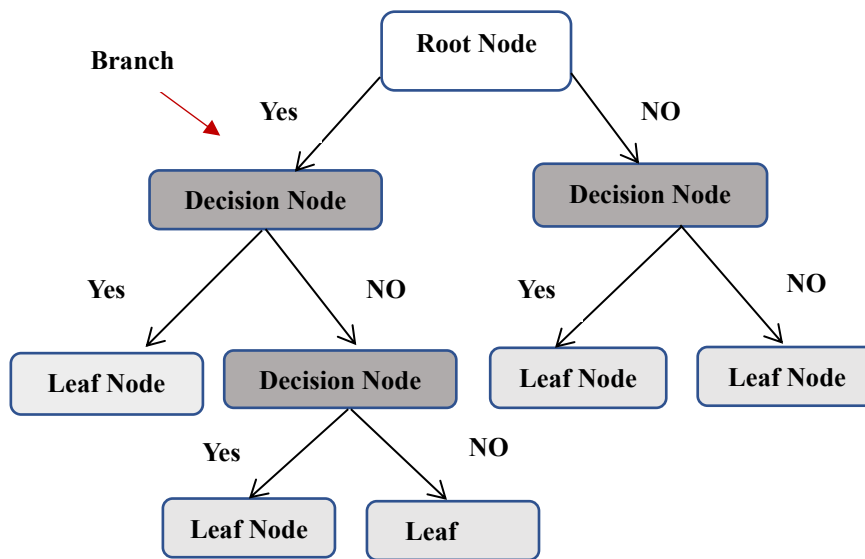 Root Node
Branch
Yes
NO
Decision Node
Decision Node
Yes
NO
Yes
NO
Leaf Node
Decision Node
Leaf Node
Leaf Node
Yes
NO
Leaf Node
Leaf